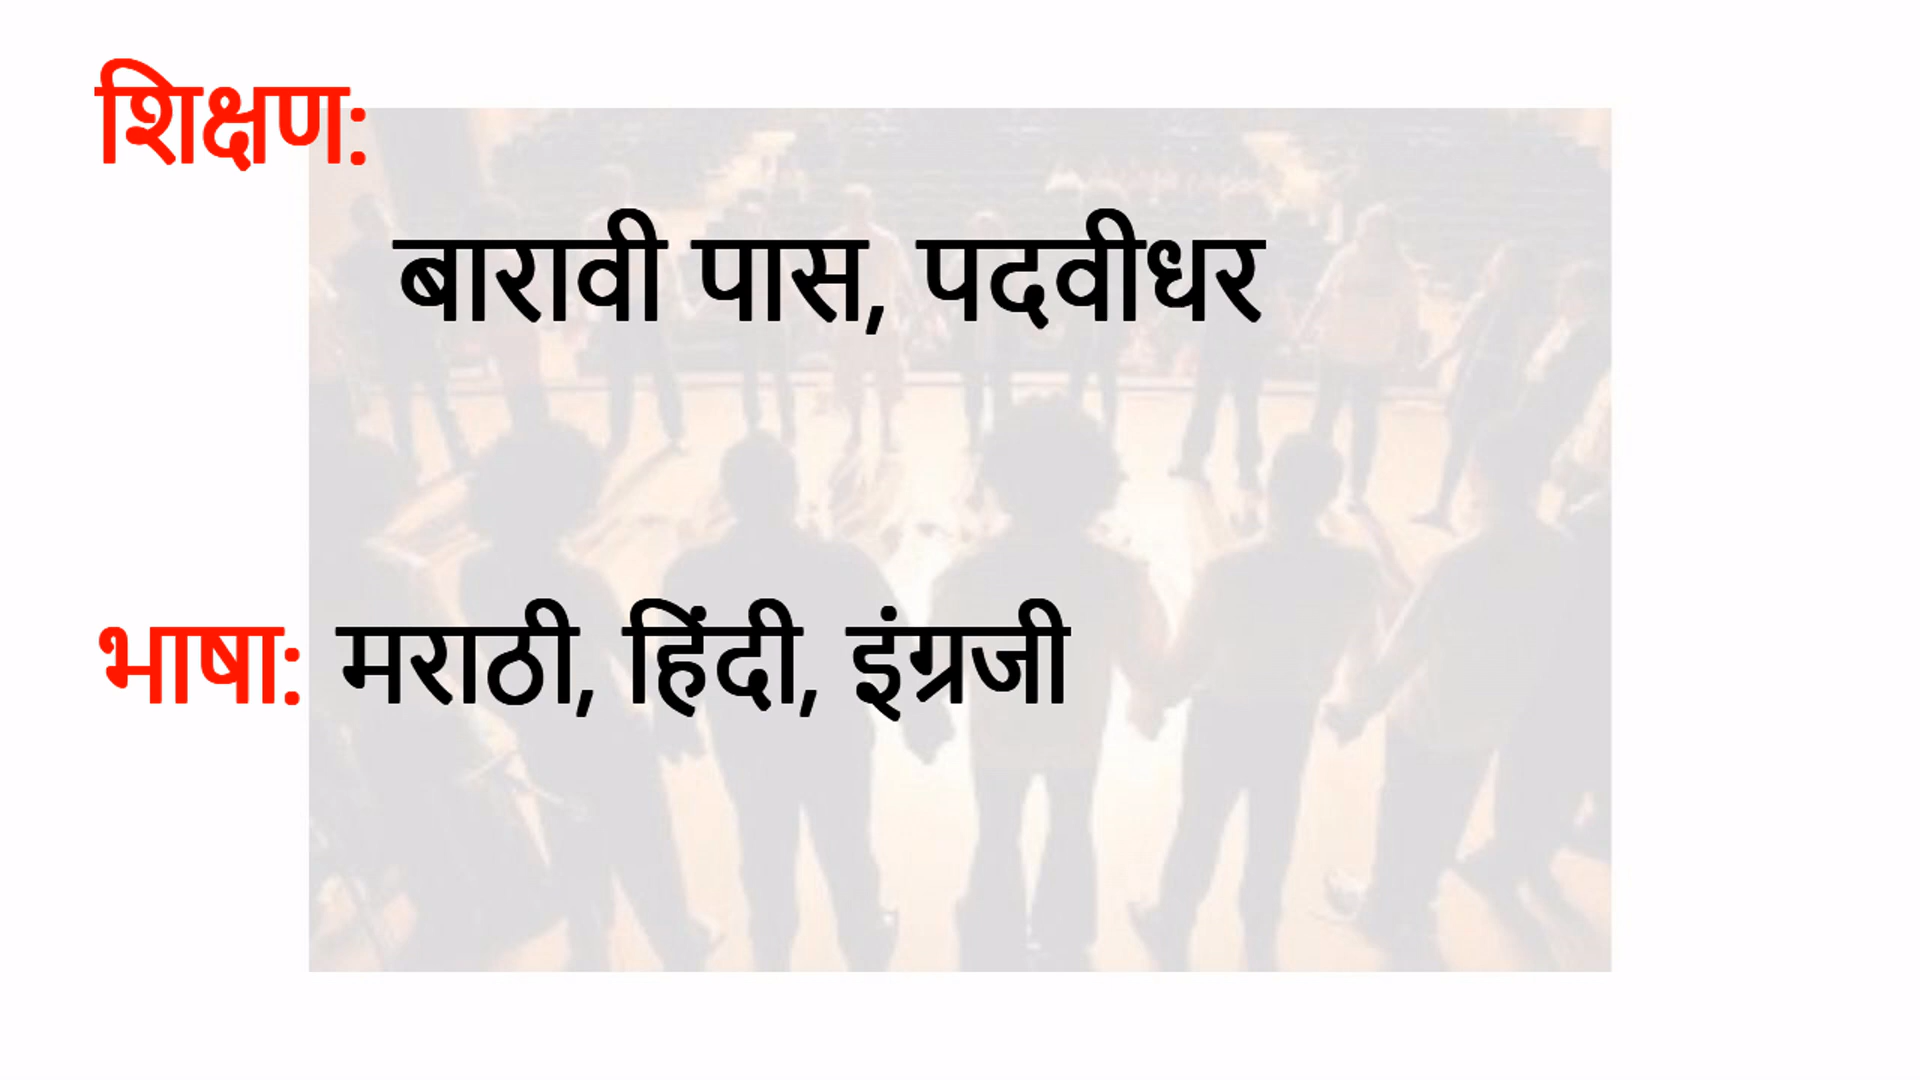 शिक्षण:
बारावी पास, पदवीधर
भाषा: मराठी, हिंदी, इंग्रजी